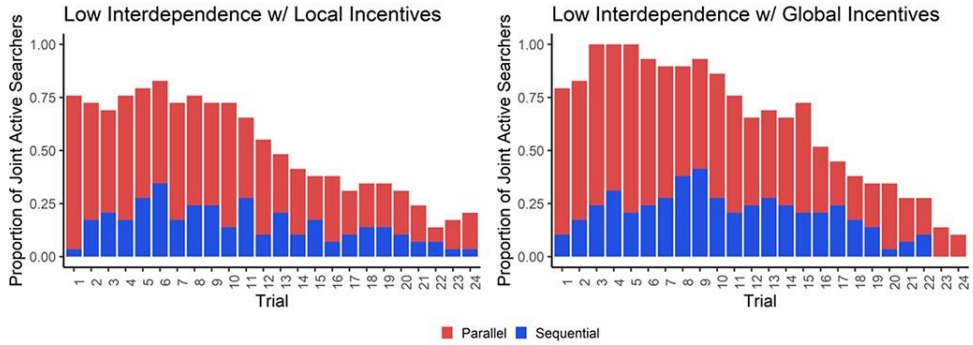 Low Interdependence w/ Local Incentives
Proportion of Joint Active Searchers
1.00
0.75
0.50
0.25
0.00
1 2 3 4 5 6 7 8 9 10 11 12 13 14 15 16 17 18 19 20 21 22 23 24
Trial
Low Interdependence w/ Global Incentives
Proportion of Joint Active Searchers
1.00
0.75
0.50
0.25
0.00
1 2 3 4 5 6 7 8 9 10 11 12 13 14 15 16 17 18 19 20 21 22 23 24
Trial
Parallel Sequential